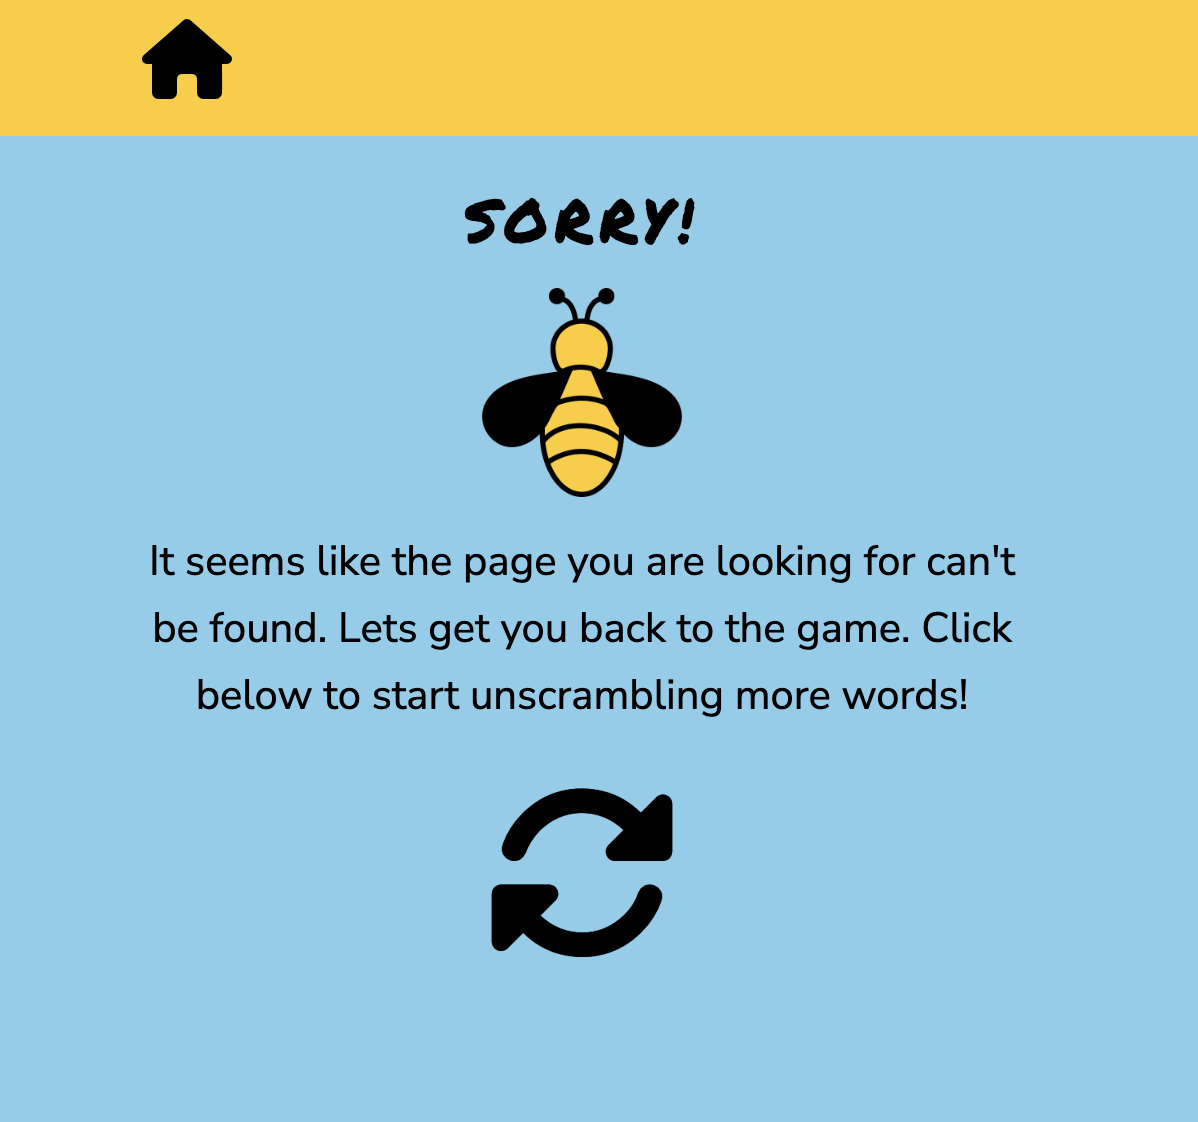 SORRY!
It seems like the page you are looking for can't
be found. Lets get you back to the game. Click
below to start unscrambling more words!